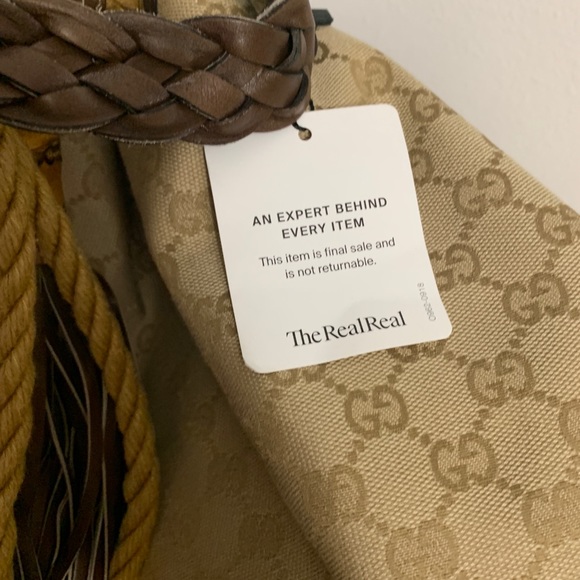 AN EXPERT BEHIND
EVERY ITEM
This item is final sale and
is not returnable.
TheRealReal